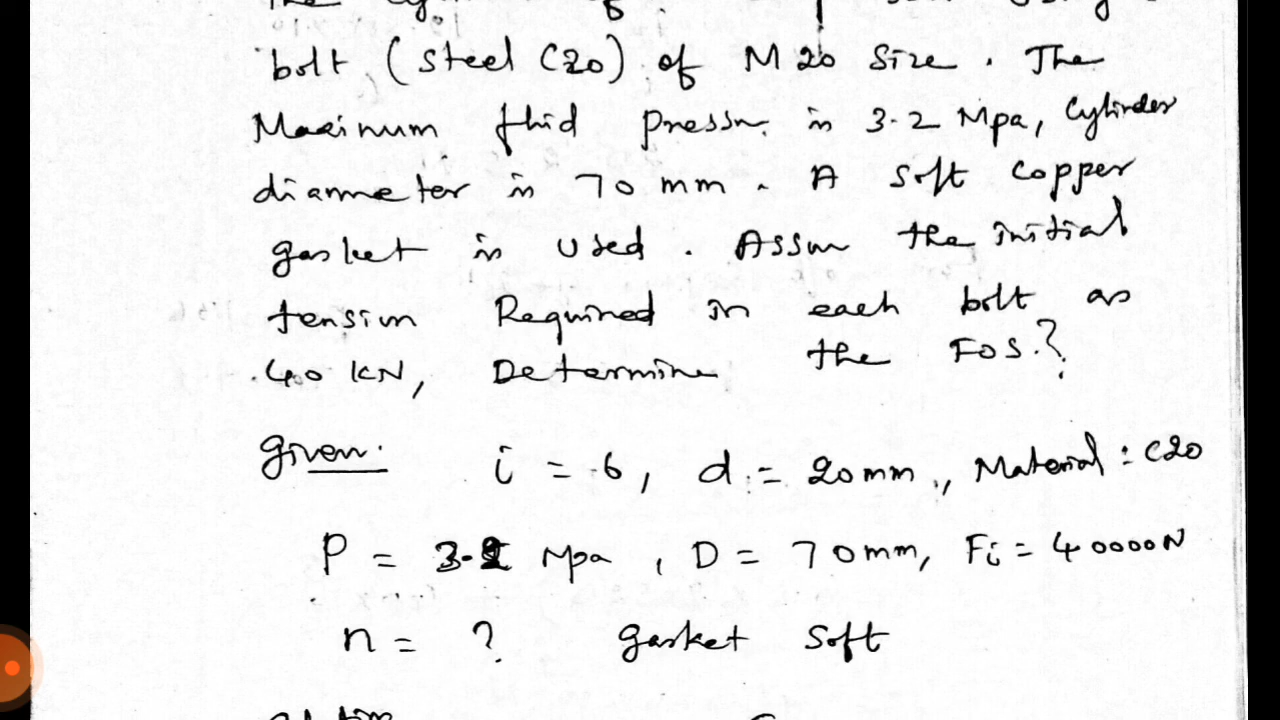 bolt (steel C20) of M20 size. The
Maximum fluid pressure is 3.2 Mpa, Cylinder
diameter is 70 mm. A soft copper
gasket is used. Assum the initial
tension Required in each bolt as
40 KN, Determine the FOS.?
Given: i = 6, d = 20mm, Material: C20
P = 3.2 Mpa, D = 70mm, Fi = 40000N
n = ? gasket soft